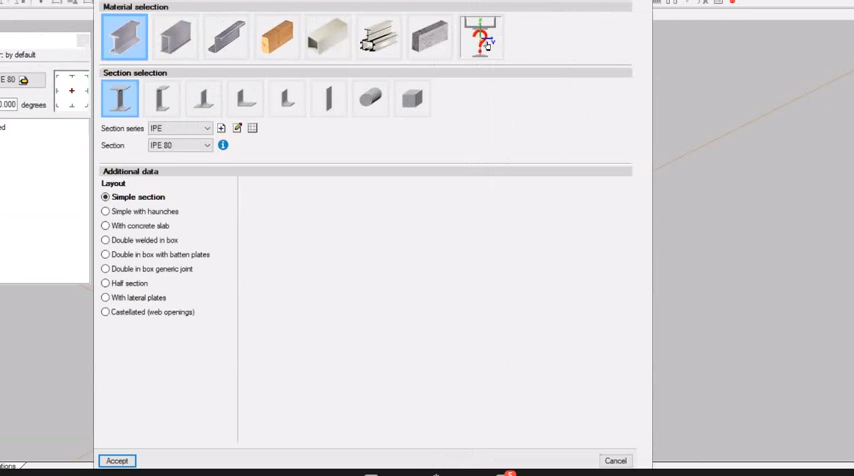 Material selection
r: by default
E 80
0.000 degrees
ed
Section selection
Section series IPE
Section IPE 80
Additional data
Layout
Simple section
Simple with haunches
With concrete slab
Double welded in box
Double in box with batten plates
Double in box generic joint
Half section
With lateral plates
Castellated (web openings)
Accept
Cancel
ations